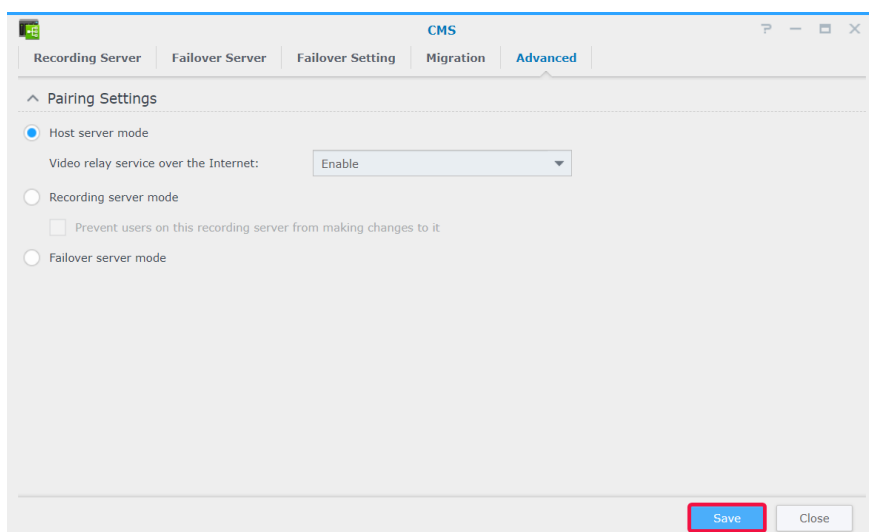 CMS
Recording Server Failover Server Failover Setting Migration Advanced
Pairing Settings
Host server mode
Video relay service over the Internet: Enable
Recording server mode
Prevent users on this recording server from making changes to it
Failover server mode
Save Close